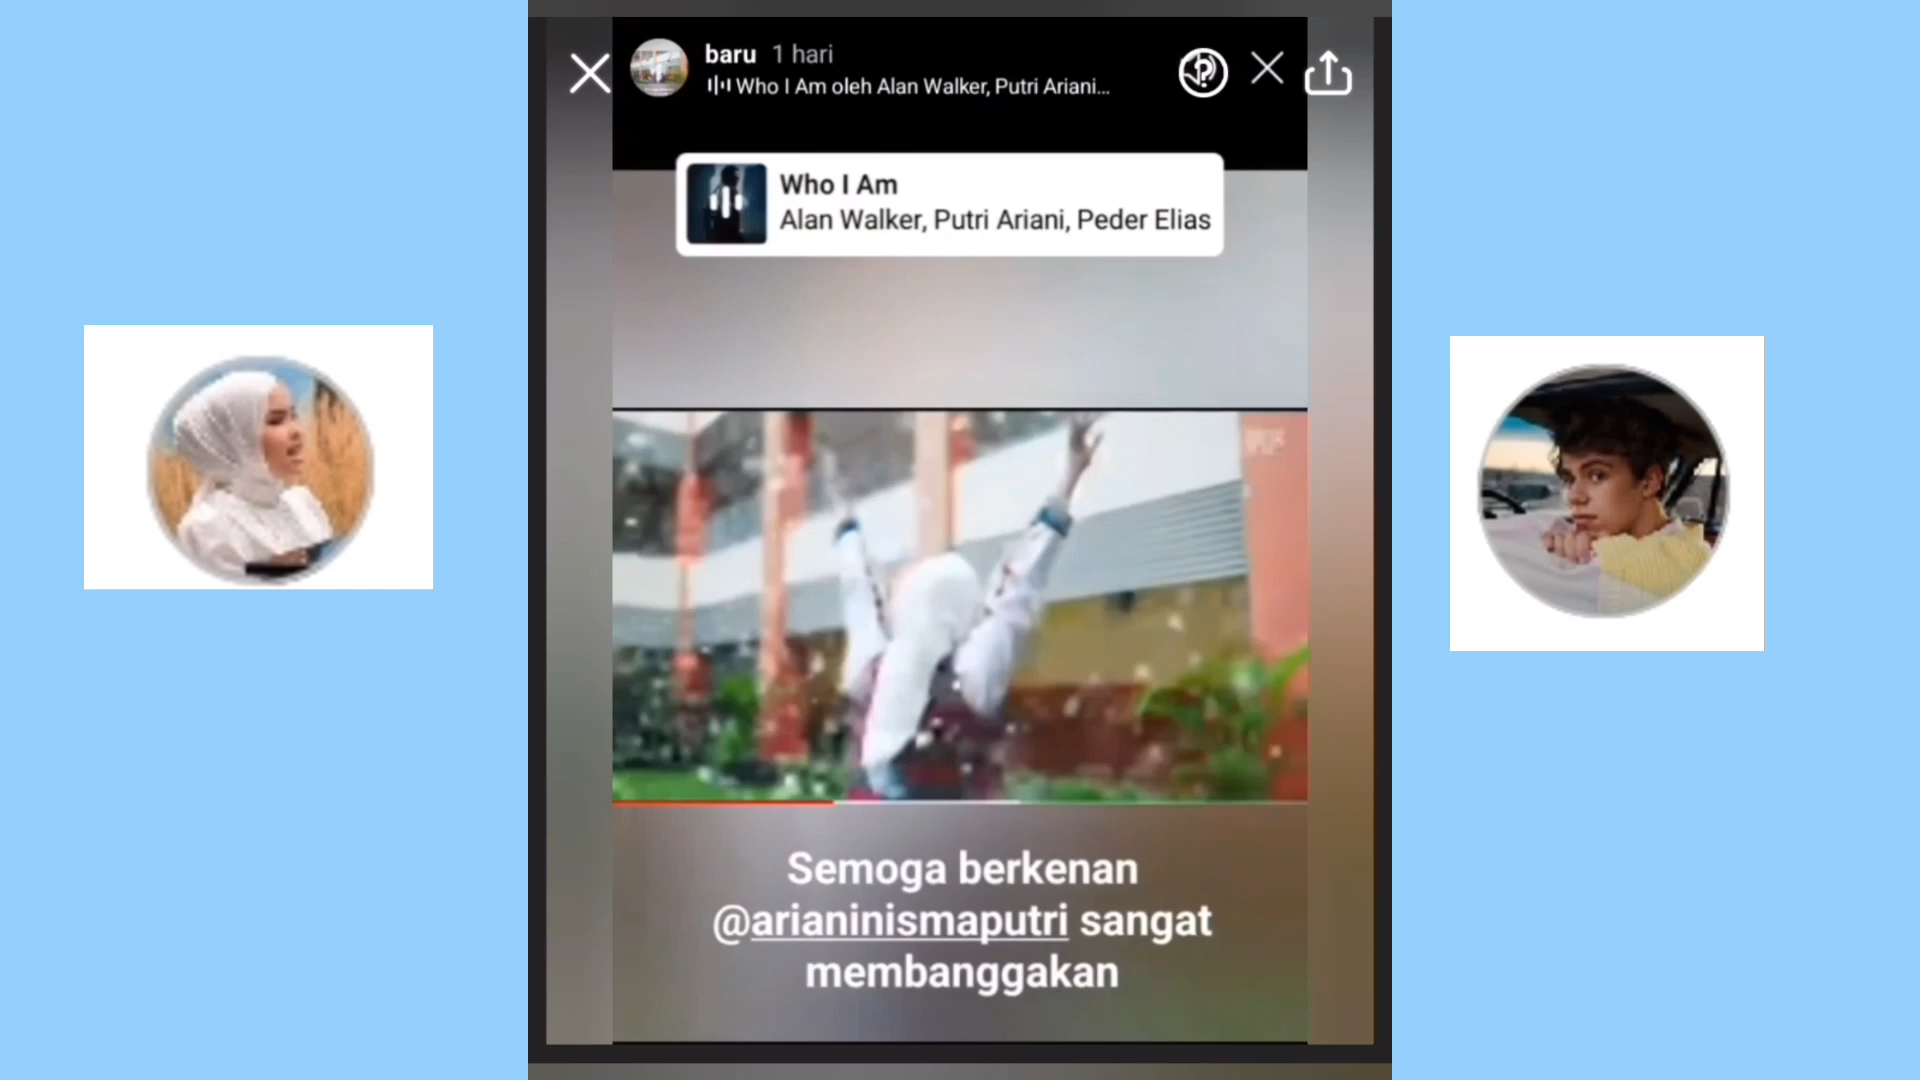 baru 1 hari
Who I Am oleh Alan Walker, Putri Ariani...
Who I Am
Alan Walker, Putri Ariani, Peder Elias
Semoga berkenan
@arianinismaputri sangat
membanggakan